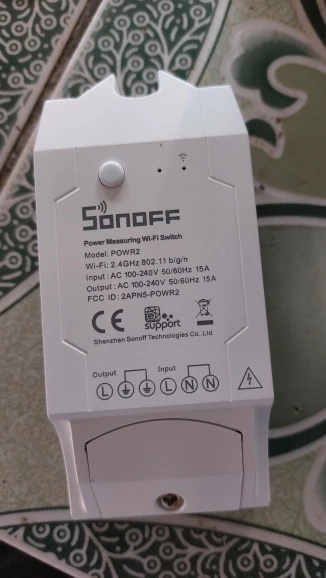 SONOFF
Power Measuring Wi-Fi Switch
Model: POWR2
Wi-Fi: 2.4GHz 802.11 b/g/n
Input : AC 100-240V 50/60Hz 15A
Output : AC 100-240V 50/60Hz 15A
FCC ID: 2APN5-POWR2
CE support
Shenzhen Sonoff Technologies Co.,Ltd.
Output Input
L L N N